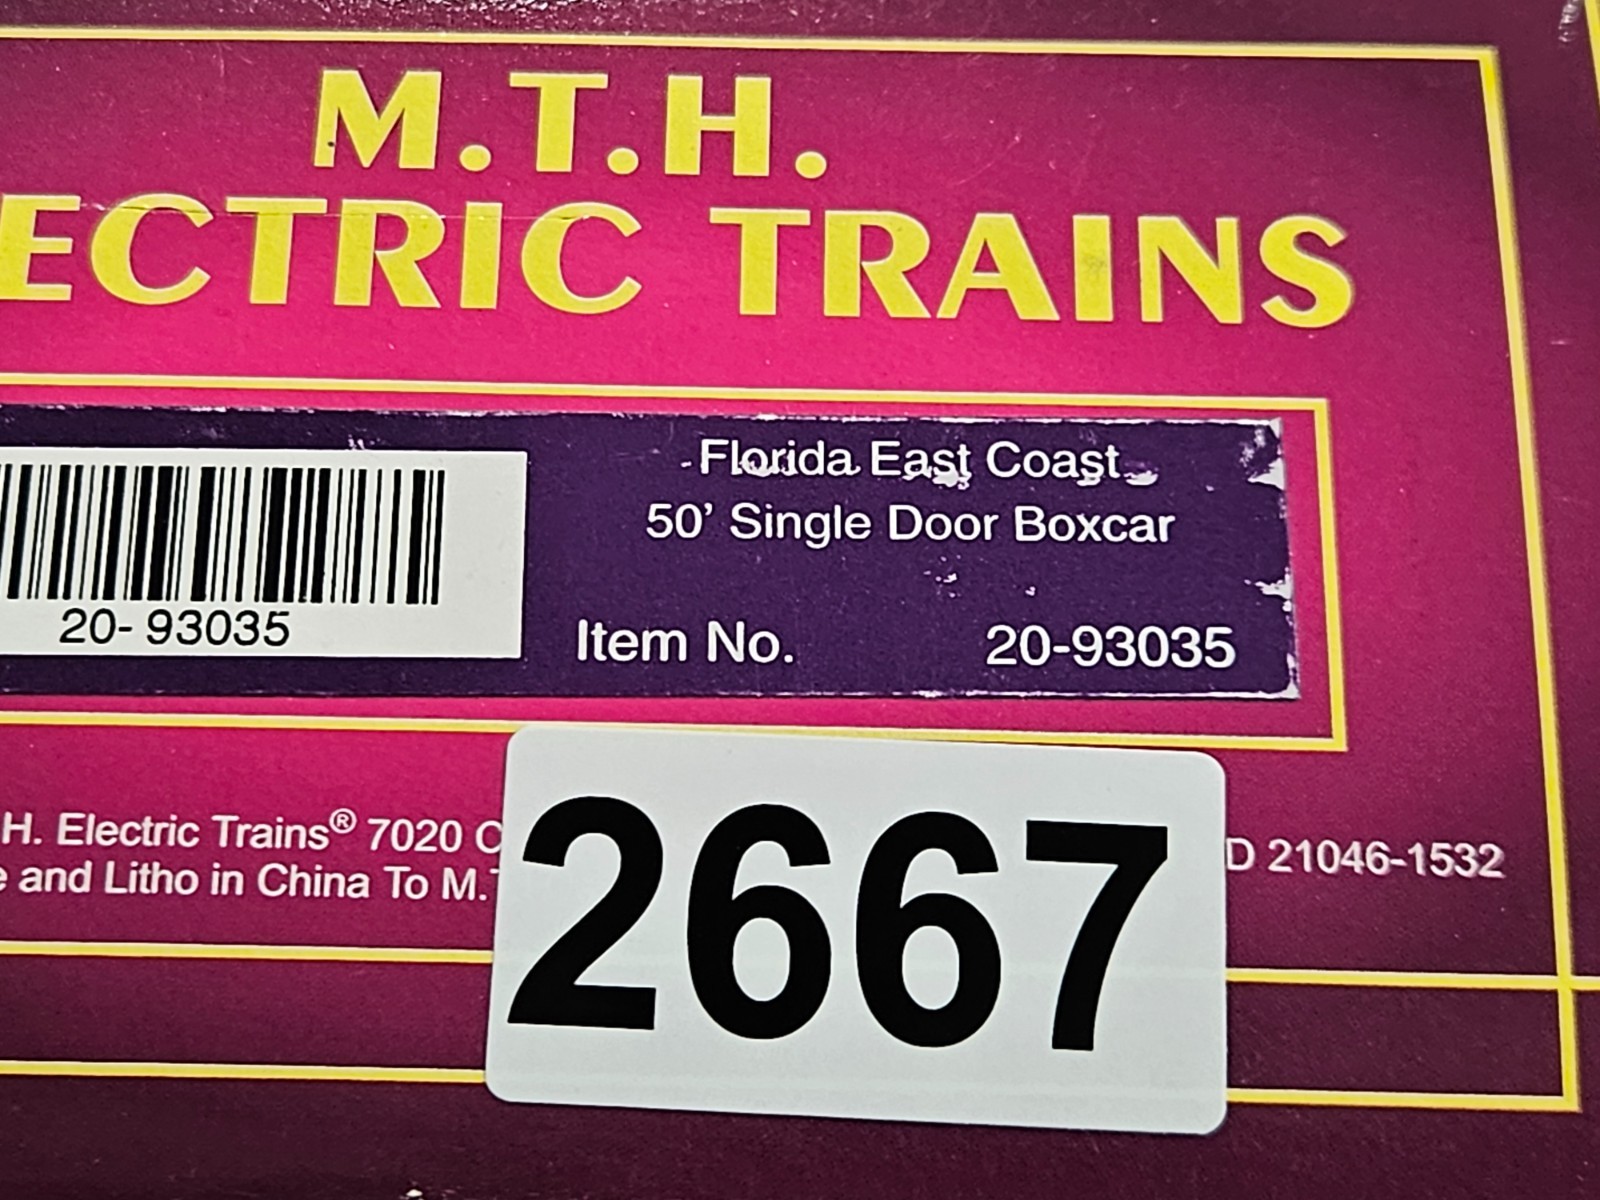 M.T.H.
ECTRIC TRAINS
Florida East Coast
50' Single Door Boxcar
20-93035
Item No. 20-93035
H. Electric Trains® 7020 C
D 21046-1532
e and Litho in China To M.T
2667